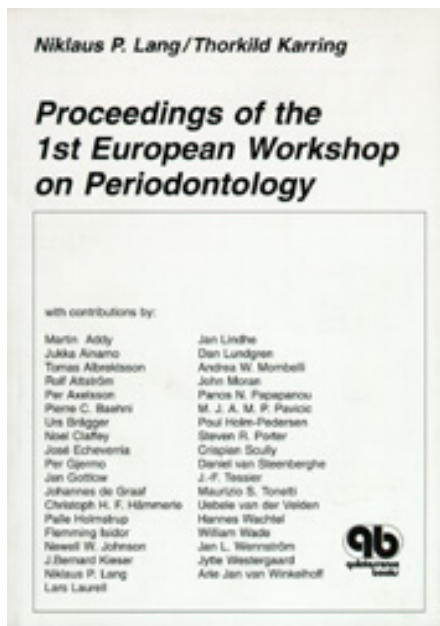 Niklaus P. Lang/Thorkild Karring
Proceedings of the
1st European Workshop
on Periodontology
with contributions by:
Martin Addy
Jukka Ainamo
Tomas Albrektsson
Rolf Attström
Per Axelsson
Pierre C. Baehni
Urs Brägger
Noel Claffey
José Echeverria
Per Gjermo
Jan Gottlow
Johannes de Graaf
Christoph H. F. Hämmerle
Palle Holmstrup
Flemming Isidor
Newell W. Johnson
J.Bernard Kieser
Niklaus P. Lang
Lars Laurell
Jan Lindhe
Dan Lundgren
Andrea W. Mombelli
John Moran
Panos N. Papapanou
M. J. A. M. P. Pavicic
Poul Holm-Pedersen
Steven R. Porter
Crispian Scully
Daniel van Steenberghe
J.-F. Tessier
Maurizio S. Tonetti
Uebele van der Velden
Hannes Wachtel
William Wade
Jan L. Wennström
Jytte Westergaard
Arie Jan van Winkelhoff
qb
quintessence
books